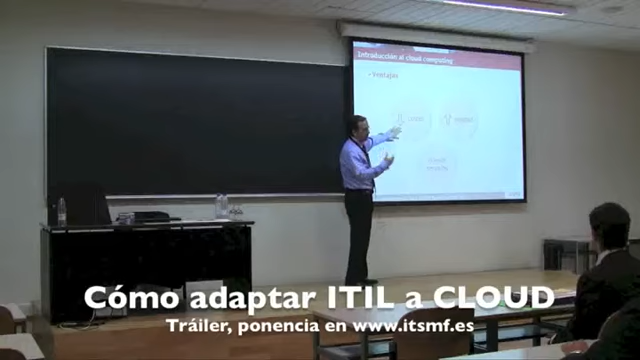 Introducción al cloud computing
- Ventajas
Cómo adaptar ITIL a CLOUD
Tráiler, ponencia en www.itsmf.es